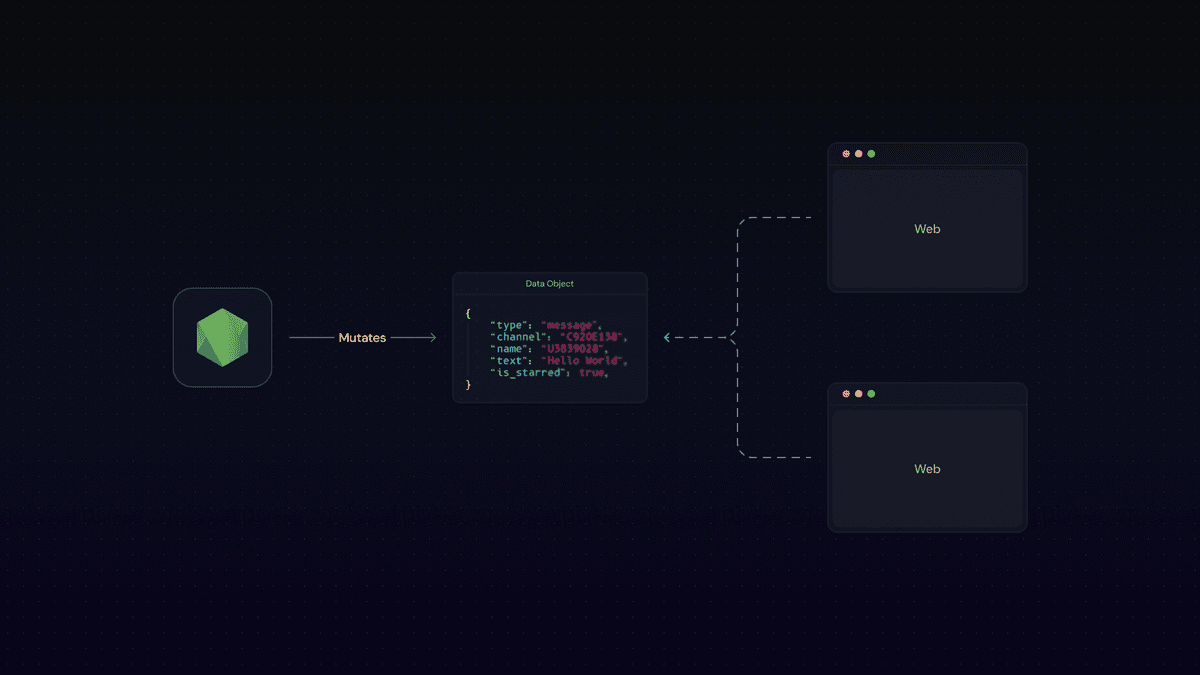 Mutates
Data Object
{
"type": "message",
"channel": "C920E138",
"name": "U3839028",
"text": "Hello World",
"is_starred": true,
}
Web
Web